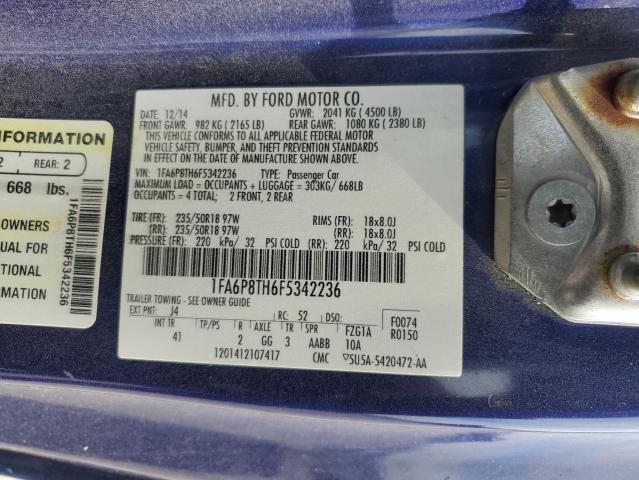 NFORMATION
2 REAR: 2
668 lbs.
OWNERS
UAL FOR
TIONAL
N
1FA6P8TH6F5342236
MFD. BY FORD MOTOR CO.
DATE: 12/14 GVWR: 2041 KG ( 4500 LB)
FRONT GAWR: 982 KG ( 2165 LB) REAR GAWR: 1080 KG ( 2380 LB)
THIS VEHICLE CONFORMS TO ALL APPLICABLE FEDERAL MOTOR
VEHICLE SAFETY, BUMPER, AND THEFT PREVENTION STANDARDS IN
EFFECT ON THE DATE OF MANUFACTURE SHOWN ABOVE.
VIN: 1FA6P8TH6F5342236 TYPE: Passenger Car
MAXIMUM LOAD = OCCUPANTS + LUGGAGE = 303KG/ 668LB
OCCUPANTS = 4 TOTAL; 2 FRONT, 2 REAR
TIRE (FR): 235/50R18 97W RIMS (FR): 18x8.0J
(RR): 235/50R18 97W (RR): 18x8.0J
PRESSURE (FR): 220 kPa/ 32 PSI COLD (RR): 220 kPa/ 32 PSI COLD
1FA6P8TH6F5342236
TRAILER TOWING - SEE OWNER GUIDE
EXT PNT: J4 RC: 52 DSO: F0074
INT TR TP/PS R AXLE TR SPR FZG1A R0150
41 2 GG 3 AABB 10A
1201412107417 CMC 5U5A-5420472-AA